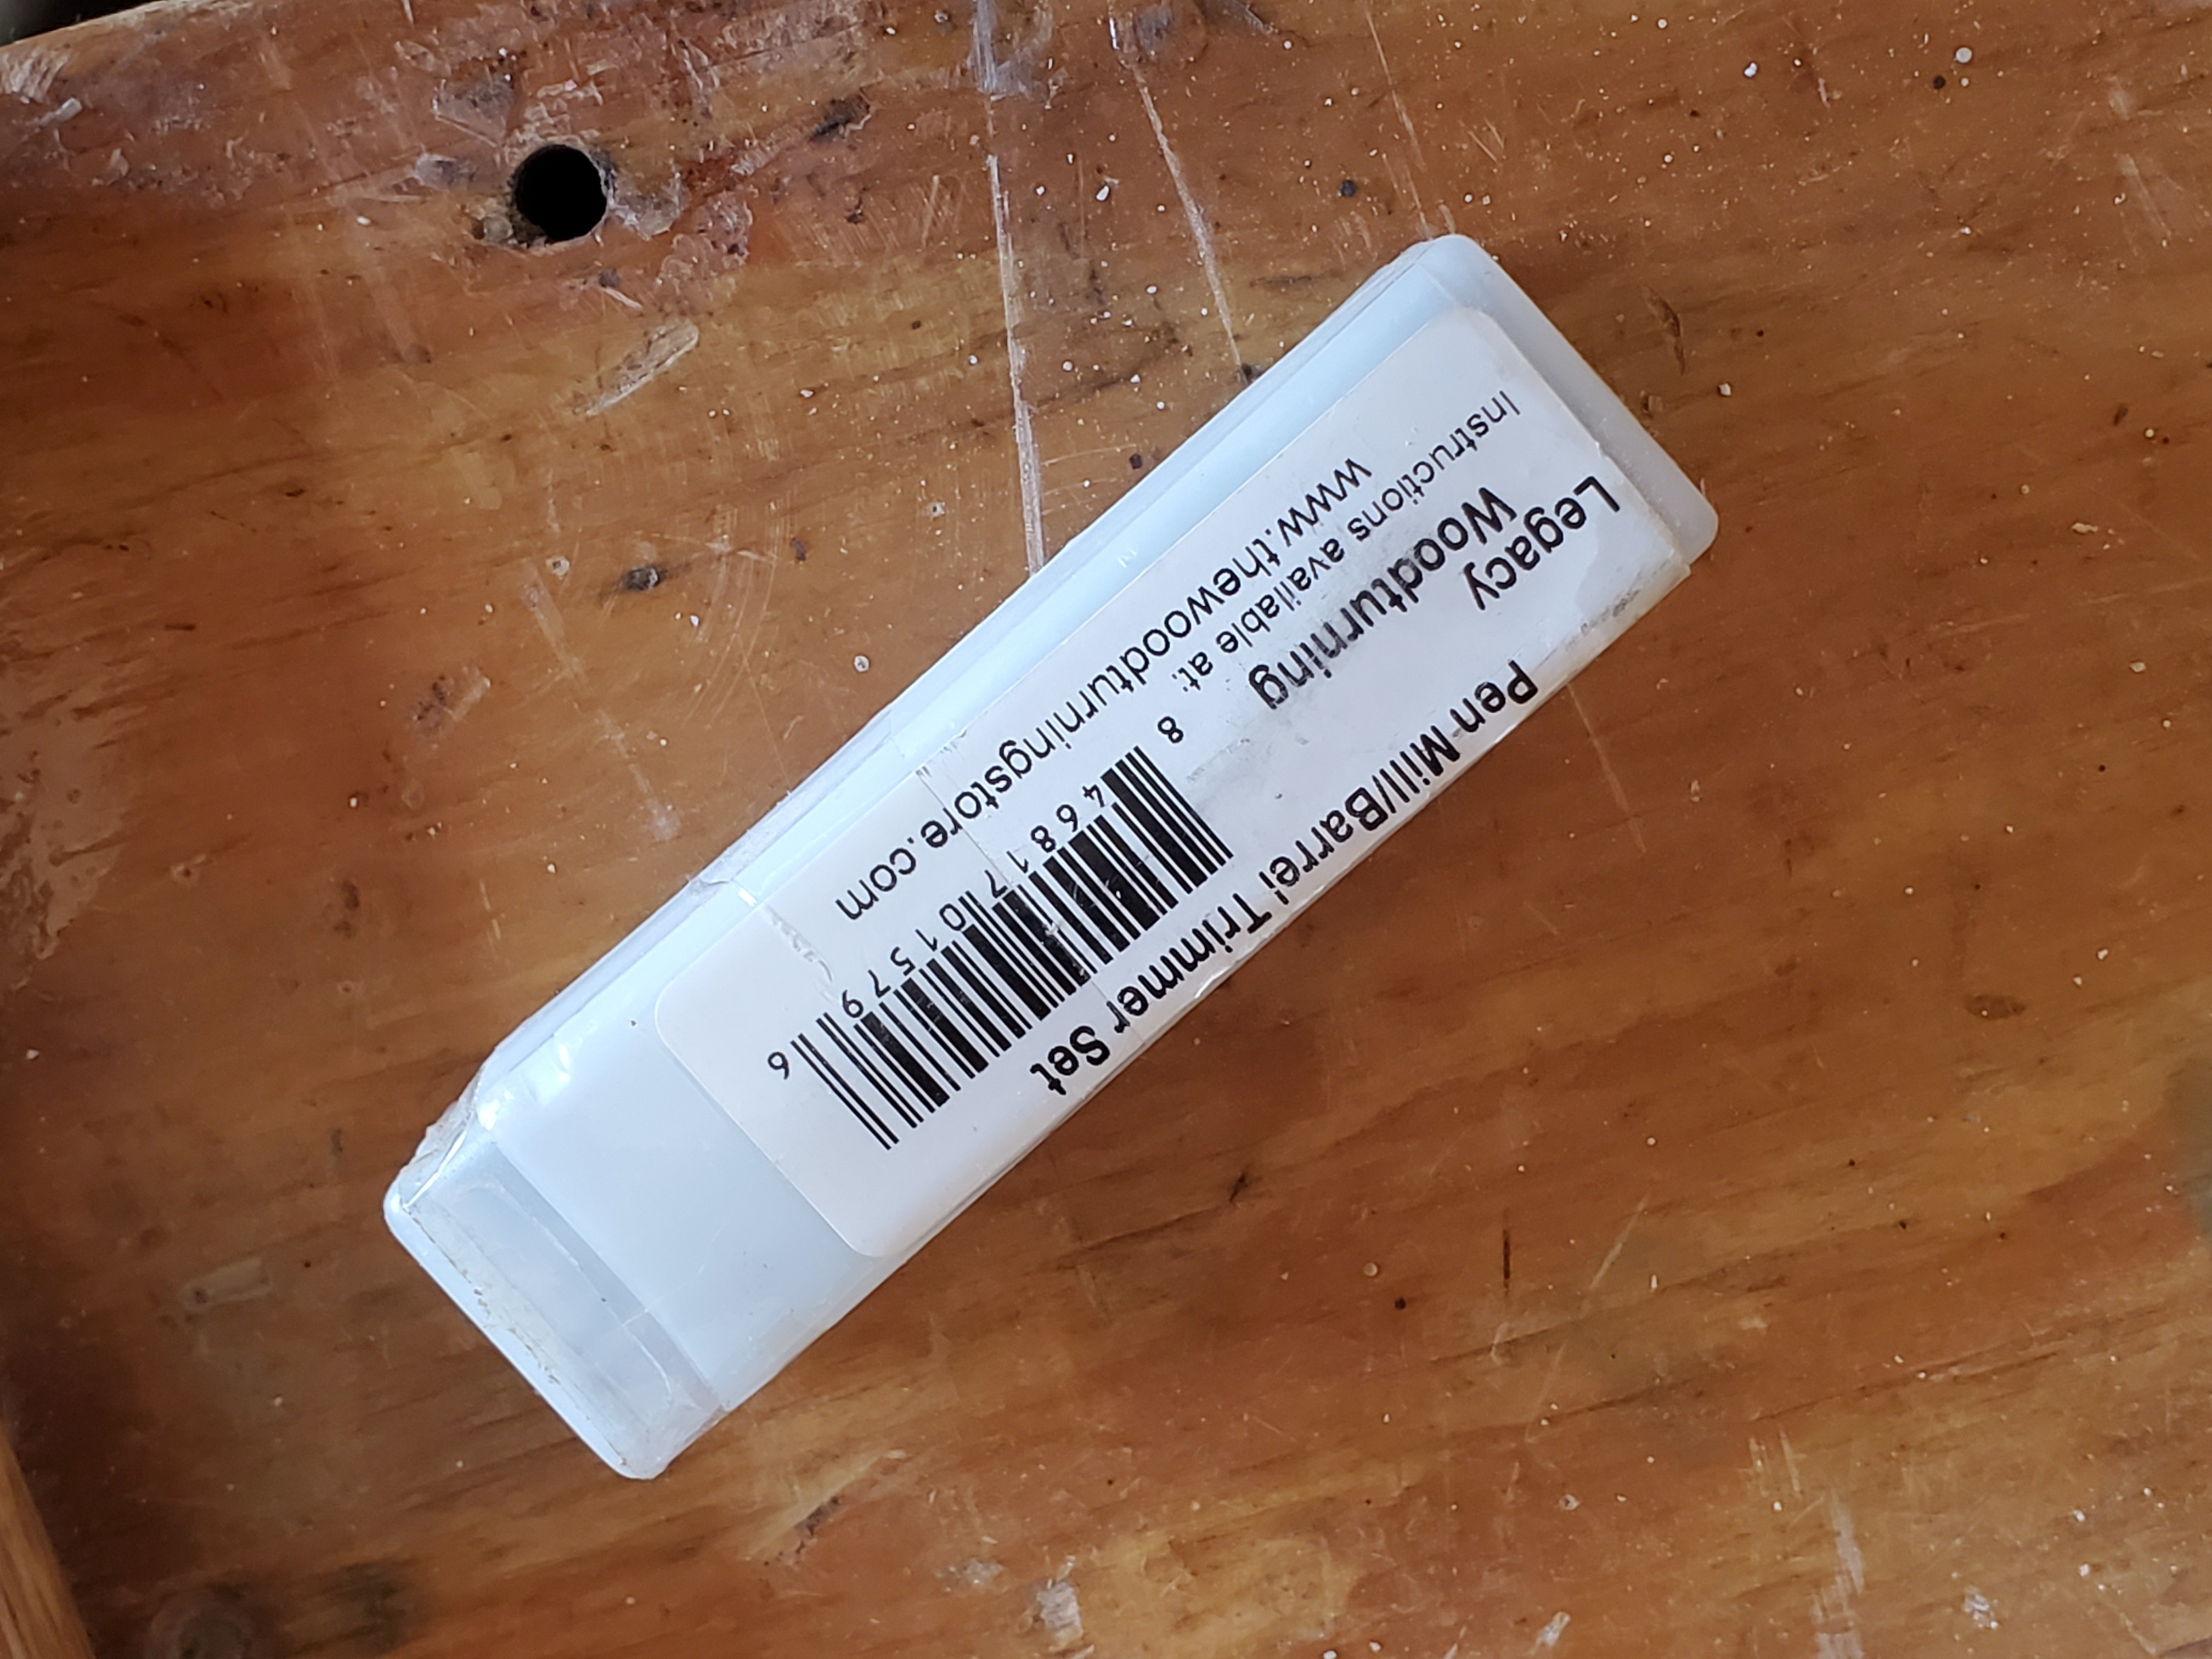 Pen Mill/Barrel Trimmer Set
Legacy
Woodturning
Instructions available at:
www.thewoodturningstore.com
8 46817 01579 6